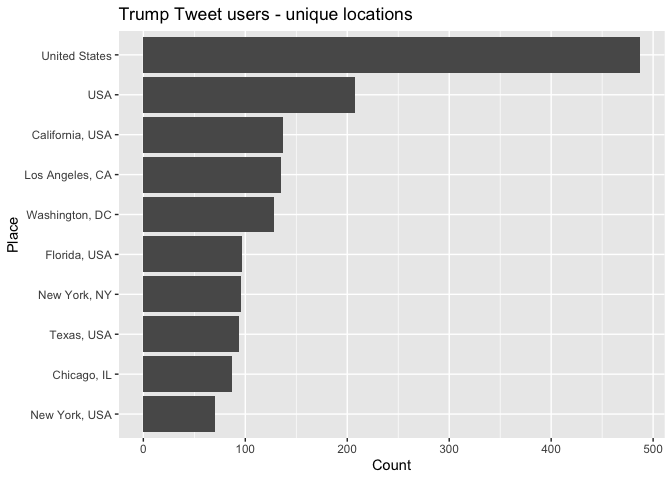 Trump Tweet users - unique locations
Place
United States
USA
California, USA
Los Angeles, CA
Washington, DC
Florida, USA
New York, NY
Texas, USA
Chicago, IL
New York, USA
0 100 200 300 400 500
Count